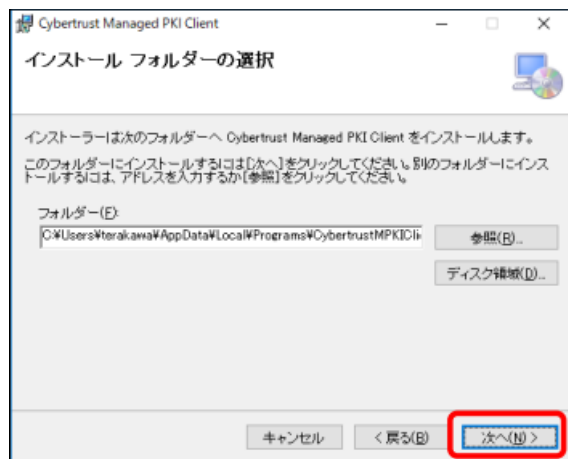 Cybertrust Managed PKI Client
インストール フォルダーの選択
インストーラーは次のフォルダーへ Cybertrust Managed PKI Client をインストールします。
このフォルダーにインストールするには[次へ]をクリックしてください。別のフォルダーにインス
トールするには、アドレスを入力するか[参照]をクリックしてください。
フォルダー(F):
C:¥Users¥terakawa¥AppData¥Local¥Programs¥CybertrustMPKIClie
参照(R)...
ディスク領域(D)...
キャンセル
< 戻る(B)
次へ(N) >